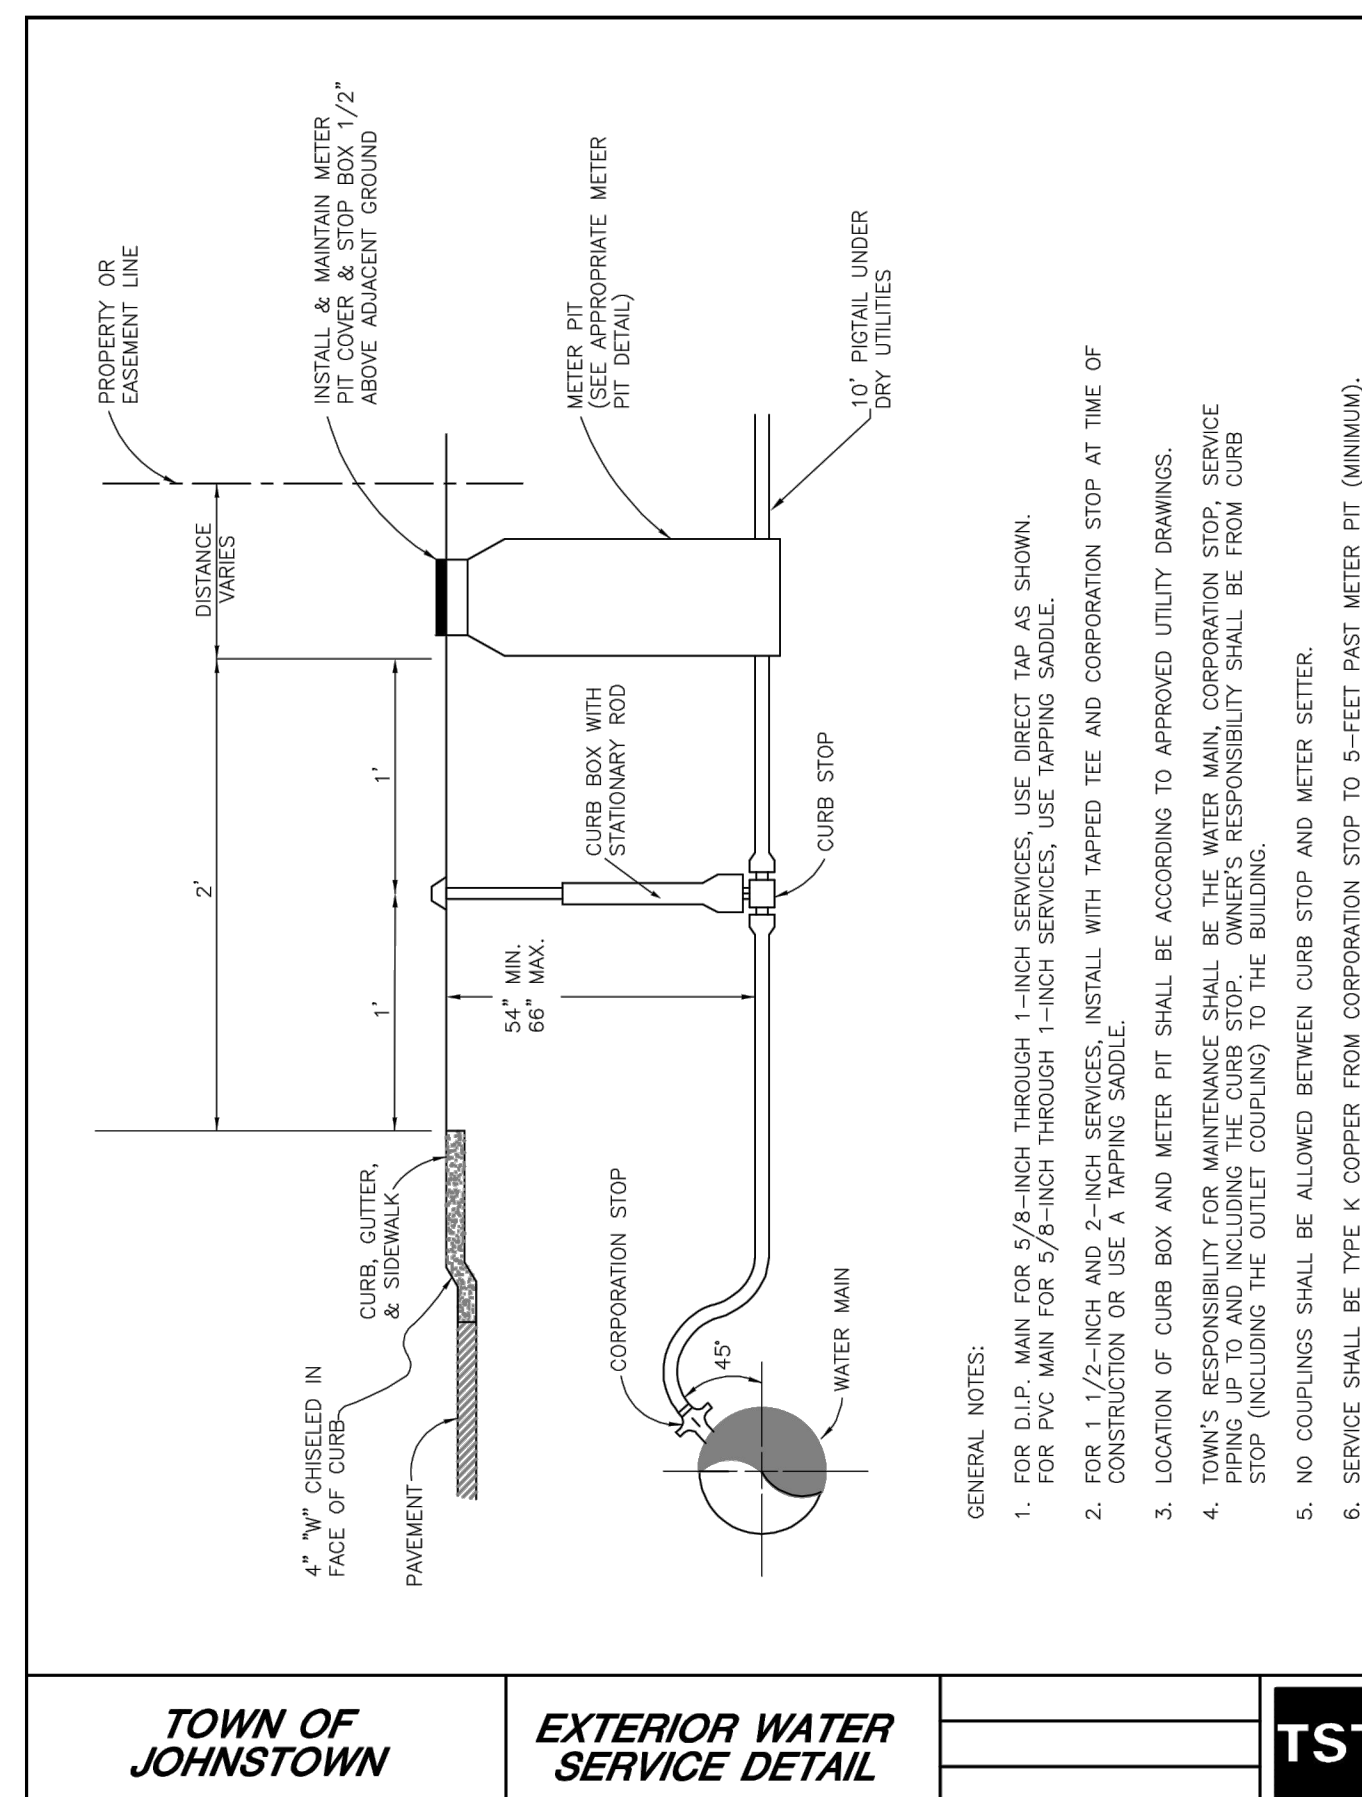 PROPERTY OR
EASEMENT LINE
INSTALL & MAINTAIN METER
PIT COVER & STOP BOX 1/2"
ABOVE ADJACENT GROUND
METER PIT
(SEE APPROPRIATE METER
PIT DETAIL)
10' PIGTAIL UNDER
DRY UTILITIES
DISTANCE
VARIES
2'
1'
1'
CURB BOX WITH
STATIONARY ROD
CURB STOP
54" MIN.
66" MAX.
CURB, GUTTER,
& SIDEWALK
4" "W" CHISELED IN
FACE OF CURB
PAVEMENT
CORPORATION STOP
45°
WATER MAIN
GENERAL NOTES:
1. FOR D.I.P. MAIN FOR 5/8-INCH THROUGH 1-INCH SERVICES, USE DIRECT TAP AS SHOWN.
FOR PVC MAIN FOR 5/8-INCH THROUGH 1-INCH SERVICES, USE TAPPING SADDLE.
2. FOR 1 1/2-INCH AND 2-INCH SERVICES, INSTALL WITH TAPPED TEE AND CORPORATION STOP AT TIME OF
CONSTRUCTION OR USE A TAPPING SADDLE.
3. LOCATION OF CURB BOX AND METER PIT SHALL BE ACCORDING TO APPROVED UTILITY DRAWINGS.
4. TOWN'S RESPONSIBILITY FOR MAINTENANCE SHALL BE THE WATER MAIN, CORPORATION STOP, SERVICE
PIPING UP TO AND INCLUDING THE CURB STOP. OWNER'S RESPONSIBILITY SHALL BE FROM CURB
STOP (INCLUDING THE OUTLET COUPLING) TO THE BUILDING.
5. NO COUPLINGS SHALL BE ALLOWED BETWEEN CURB STOP AND METER SETTER.
6. SERVICE SHALL BE TYPE K COPPER FROM CORPORATION STOP TO 5-FEET PAST METER PIT (MINIMUM).
TOWN OF
JOHNSTOWN
EXTERIOR WATER
SERVICE DETAIL
TST